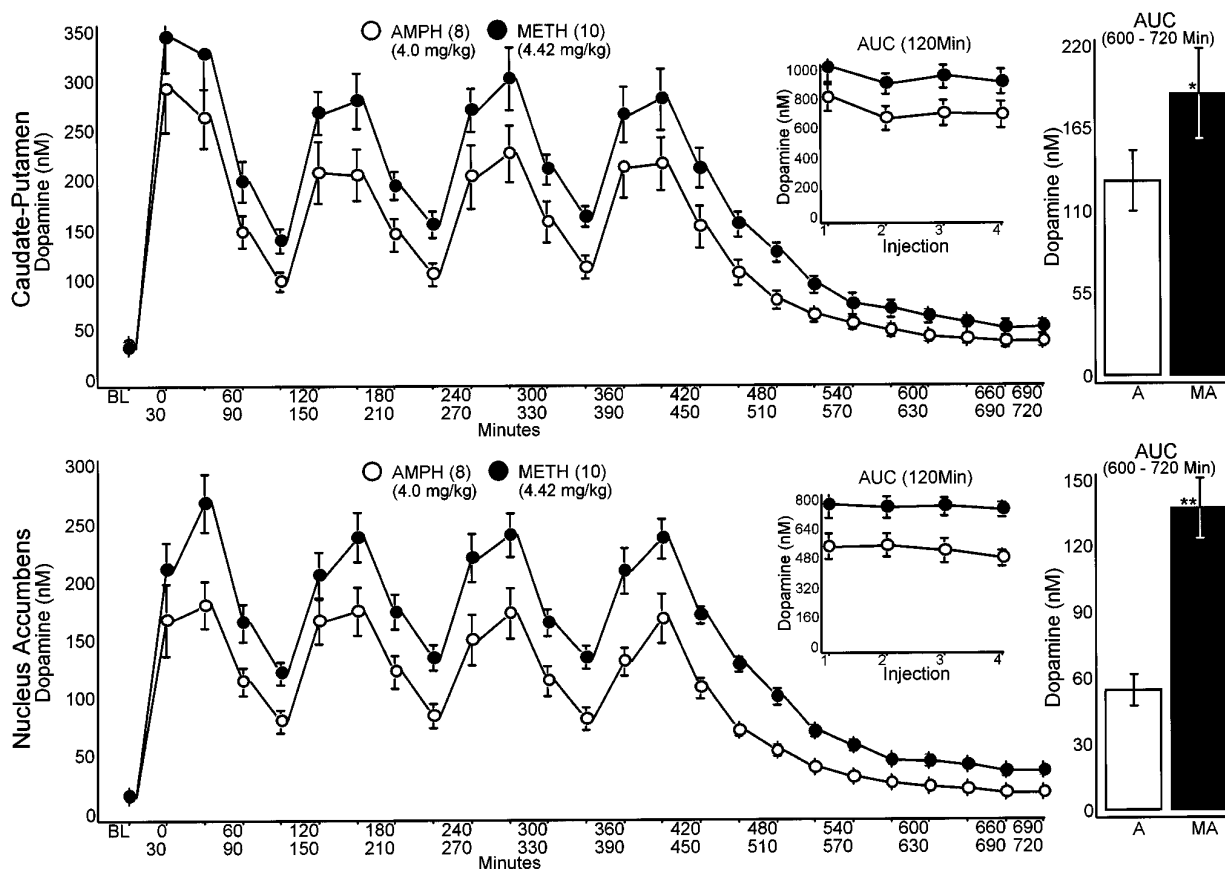 AMPH (8) METH (10)
(4.0 mg/kg) (4.42 mg/kg)
Caudate-Putamen
Dopamine (nM)
350
300
250
200
150
100
50
0
BL 0 60 120 180 240 300 360 420 480 540 600 660 690
30 90 150 210 270 330 390 450 510 570 630 690 720
Minutes
AUC (120Min)
Dopamine (nM)
1000
800
600
400
200
0
1 2 3 4
Injection
AUC
(600 - 720 Min)
Dopamine (nM)
220
165
110
55
0
*
A MA
AMPH (8) METH (10)
(4.0 mg/kg) (4.42 mg/kg)
Nucleus Accumbens
Dopamine (nM)
300
250
200
150
100
50
0
BL 0 60 120 180 240 300 360 420 480 540 600 660 690
30 90 150 210 270 330 390 450 510 570 630 690 720
Minutes
AUC (120Min)
Dopamine (nM)
800
640
480
320
160
0
1 2 3 4
Injection
AUC
(600 - 720 Min)
Dopamine (nM)
150
120
90
60
30
0
**
A MA